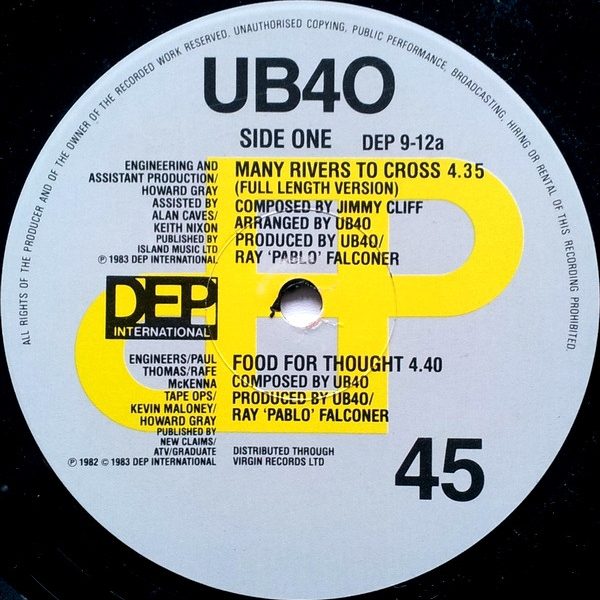 ALL RIGHTS OF THE PRODUCER AND OF THE OWNER OF THE RECORDED WORK RESERVED. UNAUTHORISED COPYING, PUBLIC PERFORMANCE, BROADCASTING, HIRING OR RENTAL OF THIS RECORDING PROHIBITED.
UB40
SIDE ONE DEP 9-12a
ENGINEERING AND
ASSISTANT PRODUCTION/
HOWARD GRAY
ASSISTED BY
ALAN CAVES/
KEITH NIXON
PUBLISHED BY
ISLAND MUSIC LTD
℗ 1983 DEP INTERNATIONAL
MANY RIVERS TO CROSS 4.35
(FULL LENGTH VERSION)
COMPOSED BY JIMMY CLIFF
ARRANGED BY UB40
PRODUCED BY UB40/
RAY ‘PABLO’ FALCONER
DEP
INTERNATIONAL
ENGINEERS/PAUL
THOMAS/RAFE
McKENNA
TAPE OPS/
KEVIN MALONEY/
HOWARD GRAY
PUBLISHED BY
NEW CLAIMS/
ATV/GRADUATE
℗ 1982 © 1983 DEP INTERNATIONAL
FOOD FOR THOUGHT 4.40
COMPOSED BY UB40
PRODUCED BY UB40/
RAY ‘PABLO’ FALCONER
DISTRIBUTED THROUGH
VIRGIN RECORDS LTD
45
DEP